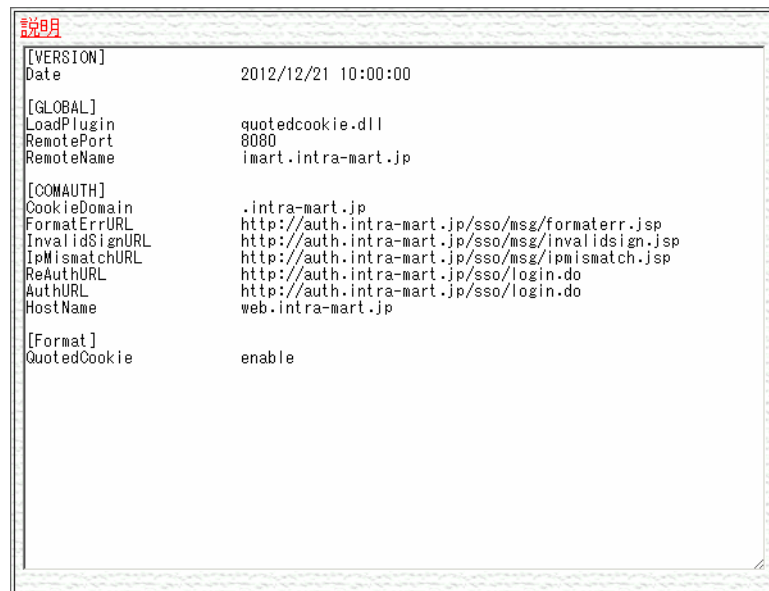 説明
[VERSION]
Date 2012/12/21 10:00:00
[GLOBAL]
LoadPlugin quotedcookie.dll
RemotePort 8080
RemoteName imart.intra-mart.jp
[COMAUTH]
CookieDomain .intra-mart.jp
FormatErrURL http://auth.intra-mart.jp/sso/msg/formaterr.jsp
InvalidSignURL http://auth.intra-mart.jp/sso/msg/invalidsign.jsp
IpMismatchURL http://auth.intra-mart.jp/sso/msg/ipmismatch.jsp
ReAuthURL http://auth.intra-mart.jp/sso/login.do
AuthURL http://auth.intra-mart.jp/sso/login.do
HostName web.intra-mart.jp
[Format]
QuotedCookie enable